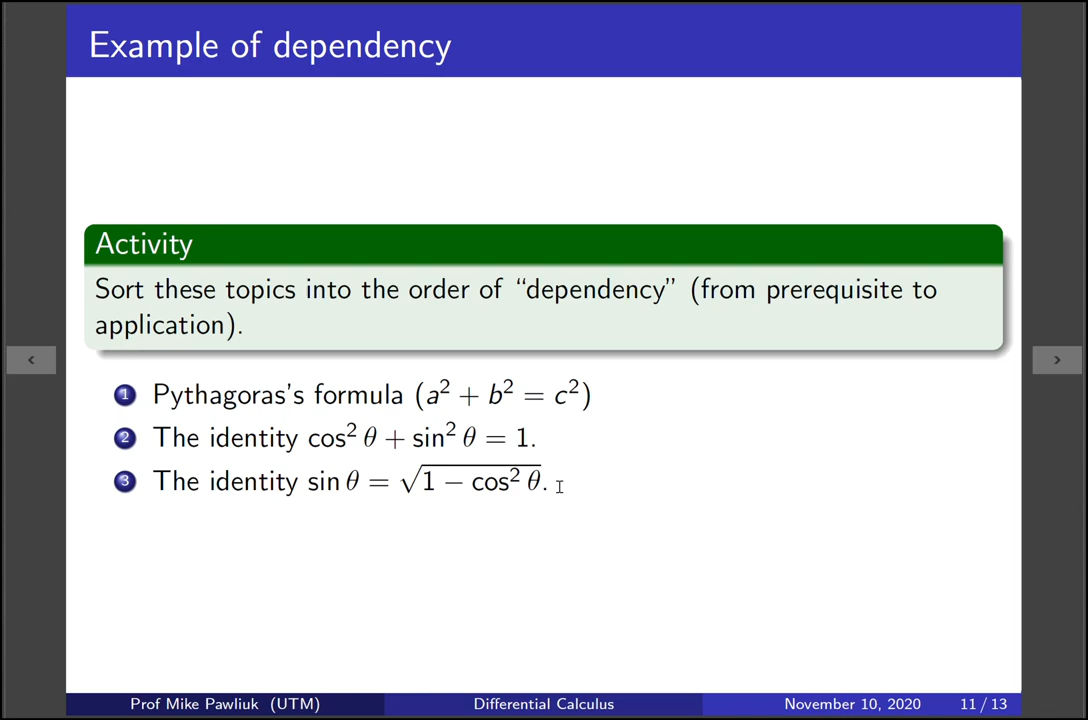 Example of dependency
Activity
Sort these topics into the order of “dependency” (from prerequisite to
application).
1 Pythagoras's formula (a² + b² = c²)
2 The identity cos² θ + sin² θ = 1.
3 The identity sin θ = √(1 − cos² θ).
Prof Mike Pawliuk (UTM) Differential Calculus November 10, 2020 11 / 13